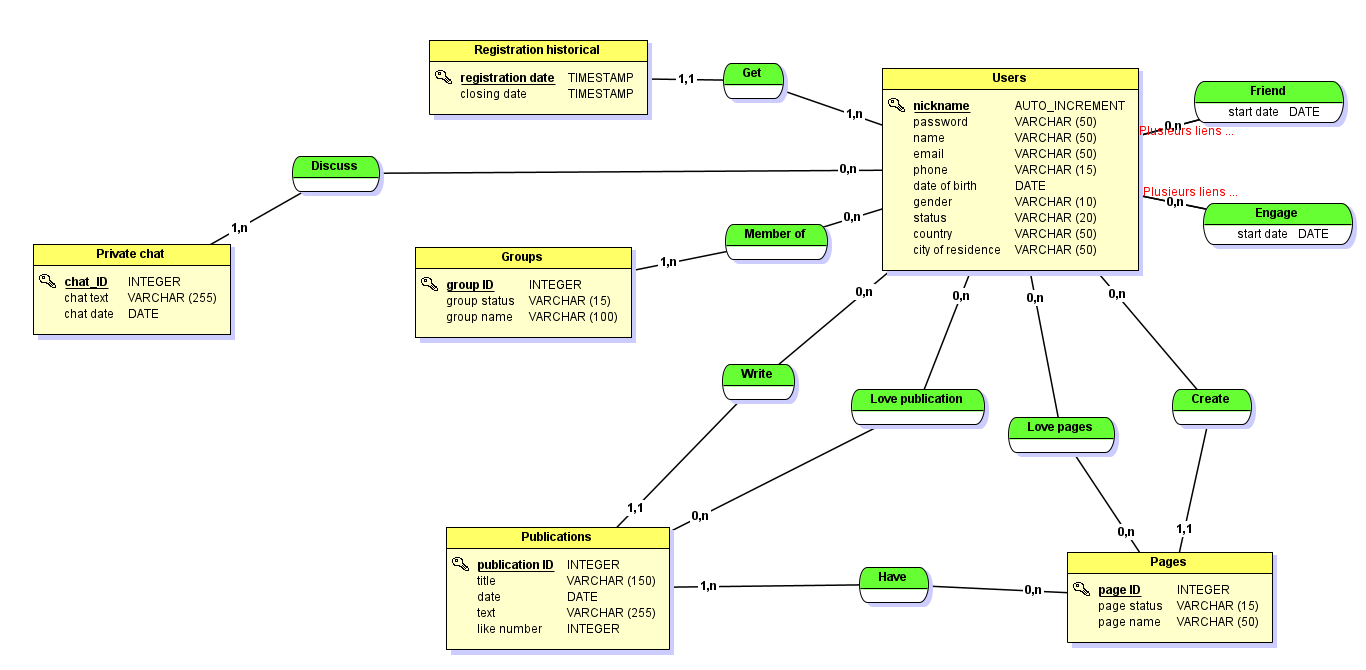 Registration historical
registration date TIMESTAMP
closing date TIMESTAMP
1,1
Get
1,n
Users
nickname AUTO_INCREMENT
password VARCHAR (50)
name VARCHAR (50)
email VARCHAR (50)
phone VARCHAR (15)
date of birth DATE
gender VARCHAR (10)
status VARCHAR (20)
country VARCHAR (50)
city of residence VARCHAR (50)
Friend
start date DATE
0,n
Plusieurs liens ...
Plusieurs liens ...
0,n
Engage
start date DATE
Discuss
0,n
1,n
Private chat
chat_ID INTEGER
chat text VARCHAR (255)
chat date DATE
0,n
Member of
1,n
Groups
group ID INTEGER
group status VARCHAR (15)
group name VARCHAR (100)
0,n
0,n
0,n
0,n
Write
Love publication
Love pages
Create
1,1
0,n
0,n
1,1
Publications
publication ID INTEGER
title VARCHAR (150)
date DATE
text VARCHAR (255)
like number INTEGER
1,n
Have
0,n
Pages
page ID INTEGER
page status VARCHAR (15)
page name VARCHAR (50)